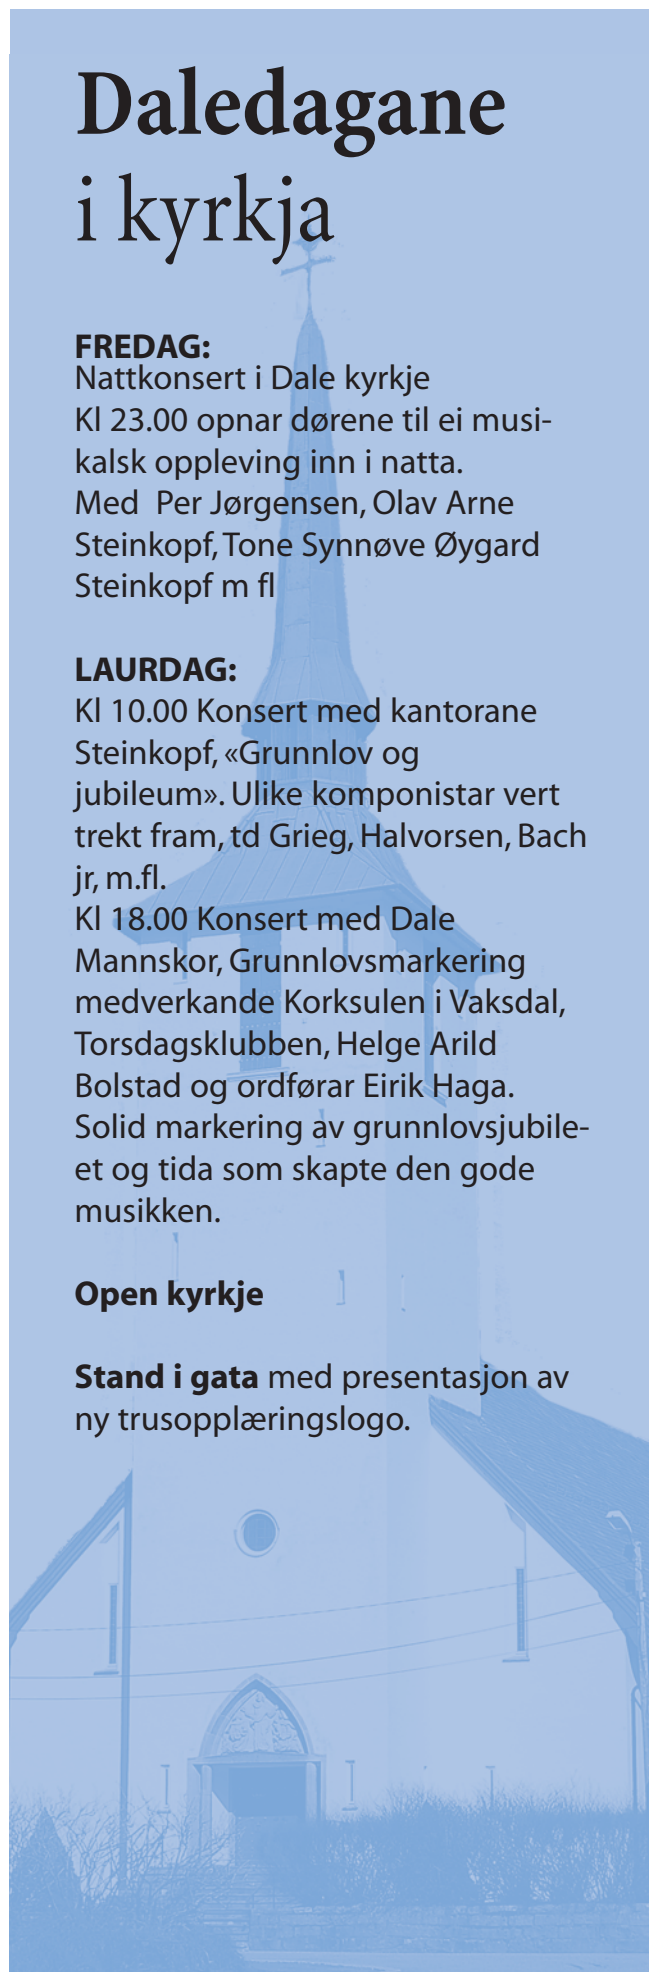 Daledagane
i kyrkja
FREDAG:
Nattkonsert i Dale kyrkje
Kl 23.00 opnar dørene til ei musi-
kalsk oppleving inn i natta.
Med  Per Jørgensen, Olav Arne
Steinkopf, Tone Synnøve Øygard
Steinkopf m fl
LAURDAG:
Kl 10.00 Konsert med kantorane
Steinkopf, «Grunnlov og
jubileum». Ulike komponistar vert
trekt fram, td Grieg, Halvorsen, Bach
jr, m.fl.
Kl 18.00 Konsert med Dale
Mannskor, Grunnlovsmarkering
medverkande Korksulen i Vaksdal,
Torsdagsklubben, Helge Arild
Bolstad og ordførar Eirik Haga.
Solid markering av grunnlovsjubile-
et og tida som skapte den gode
musikken.
Open kyrkje
Stand i gata med presentasjon av
ny trusopplæringslogo.